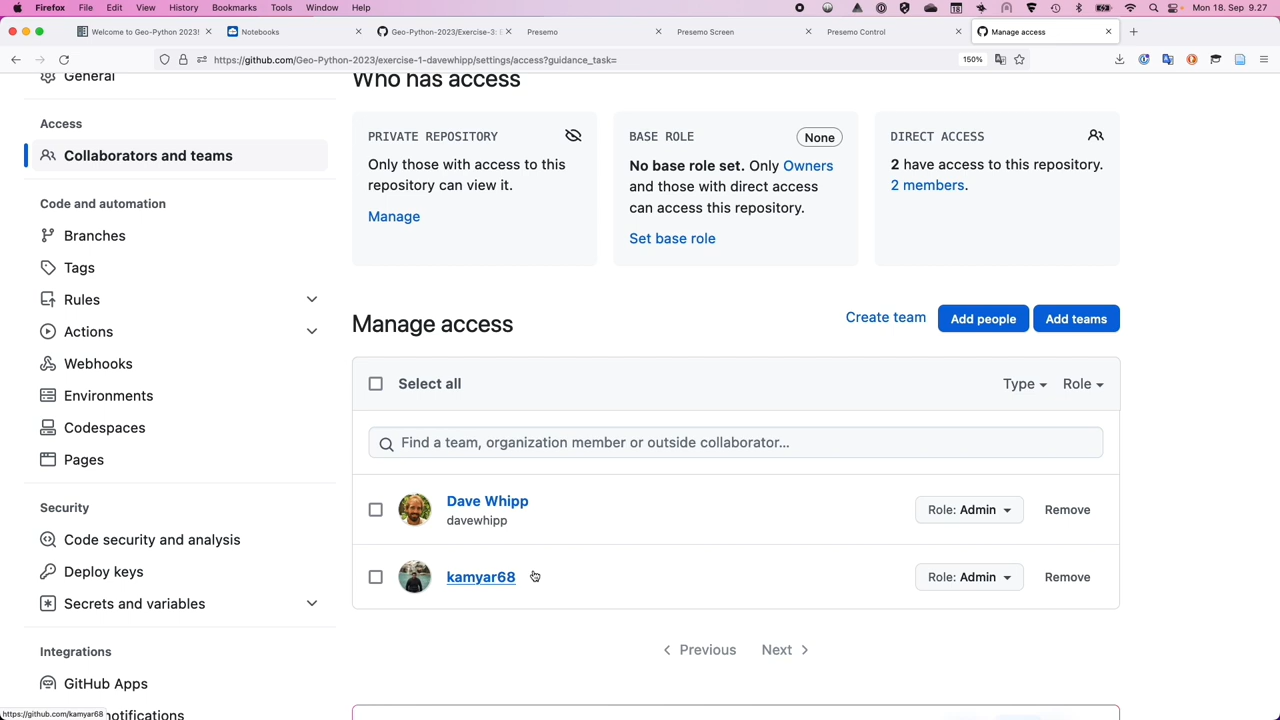 Firefox File Edit View History Bookmarks Tools Window Help Mon 18. Sep 9.27
Welcome to Geo-Python 2023! Notebooks Geo-Python-2023/Exercise-3: Presemo Presemo Screen Presemo Control Manage access
https://github.com/Geo-Python-2023/exercise-1-davewhipp/settings/access?guidance_task= 150%
General
Access
Collaborators and teams
Code and automation
Branches
Tags
Rules
Actions
Webhooks
Environments
Codespaces
Pages
Security
Code security and analysis
Deploy keys
Secrets and variables
Integrations
GitHub Apps
notifications
https://github.com/kamyar68
Who has access
PRIVATE REPOSITORY
Only those with access to this
repository can view it.
Manage
BASE ROLE None
No base role set. Only Owners
and those with direct access
can access this repository.
Set base role
DIRECT ACCESS
2 have access to this repository.
2 members.
Manage access Create team Add people Add teams
Select all Type Role
Find a team, organization member or outside collaborator...
Dave Whipp
davewhipp
Role: Admin Remove
kamyar68 Role: Admin Remove
Previous Next